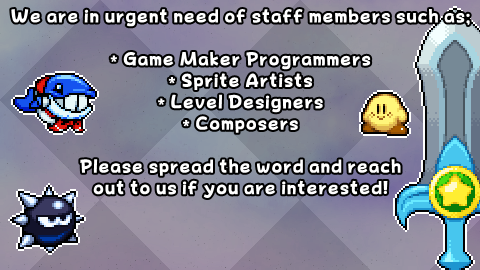 We are in urgent need of staff members such as;
* Game Maker Programmers
* Sprite Artists
* Level Designers
* Composers
Please spread the word and reach
out to us if you are interested!